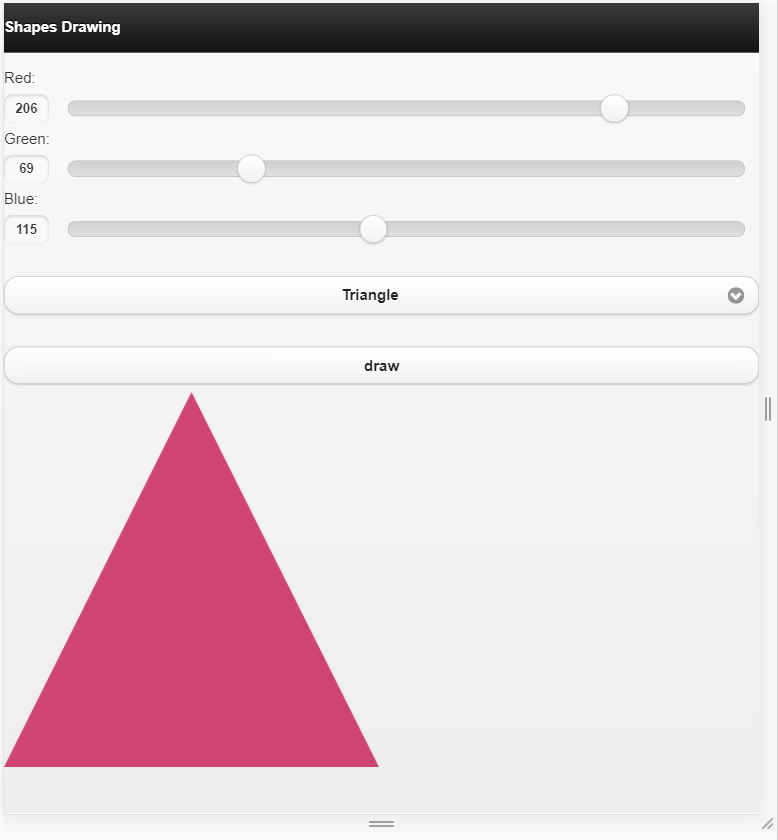 Shapes Drawing
Red:
206
Green:
69
Blue:
115
Triangle
draw